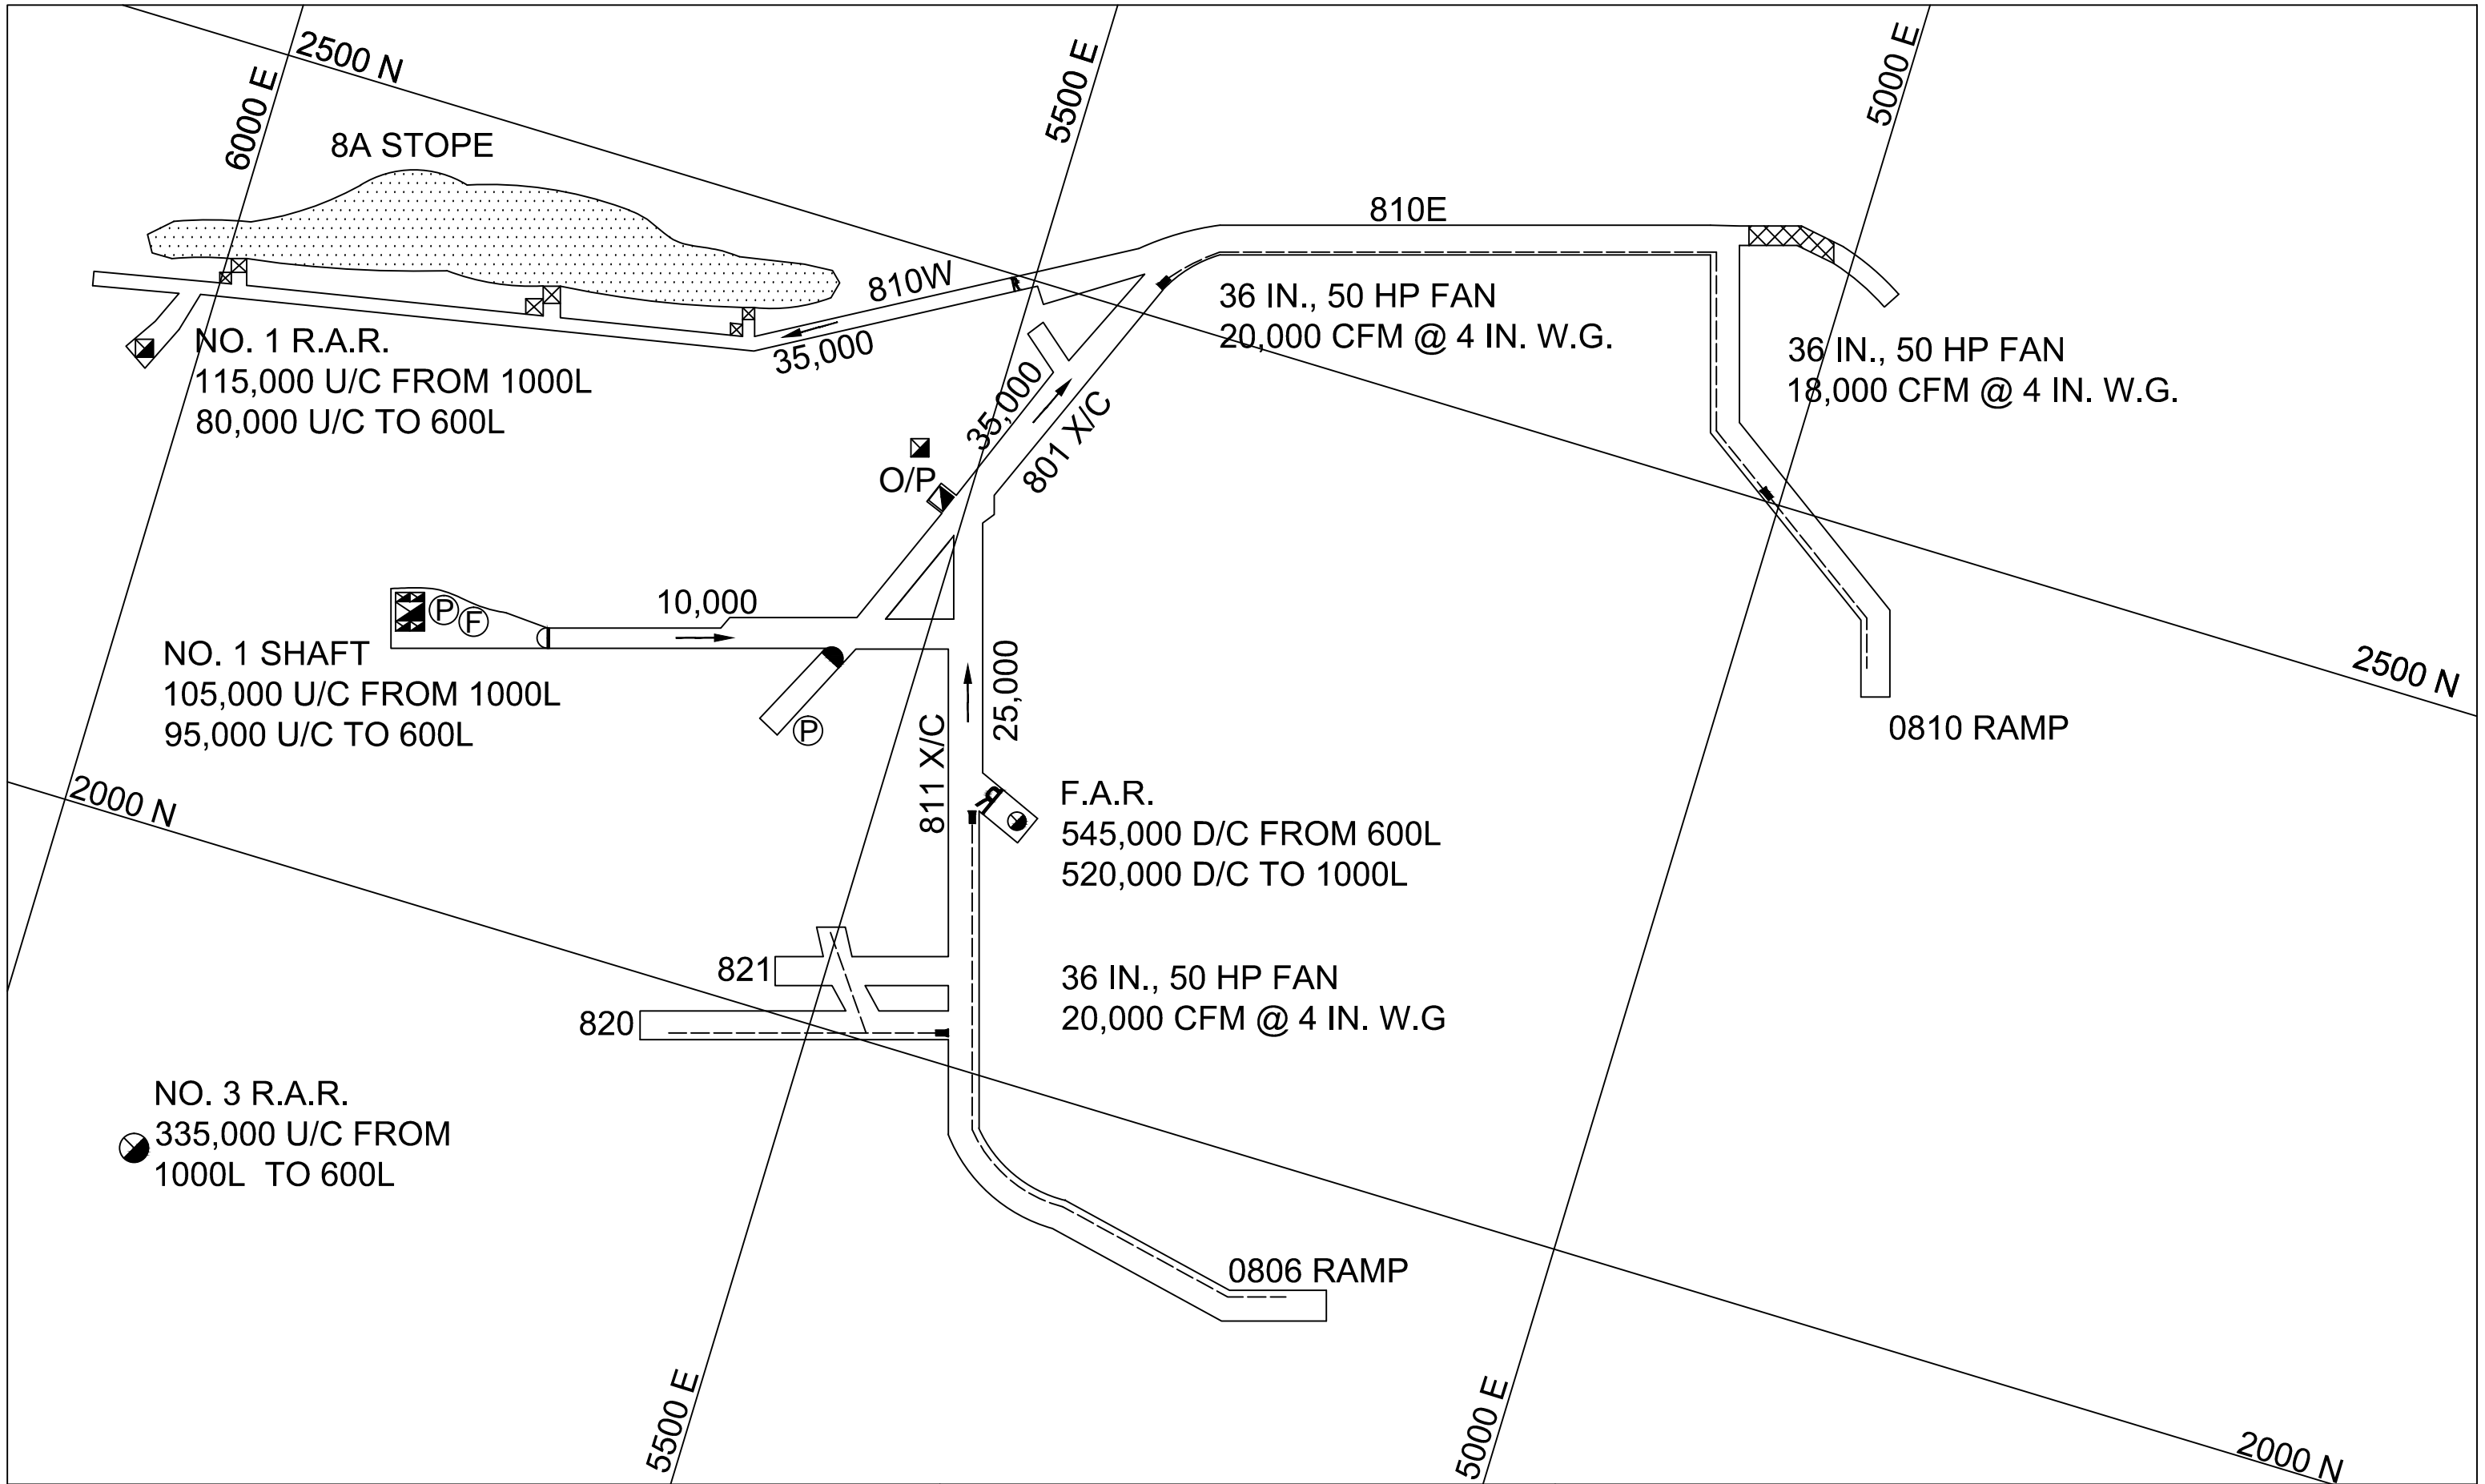 2500 N
6000 E
5500 E
5000 E
8A STOPE
810E
810W
35,000
NO. 1 R.A.R.
115,000 U/C FROM 1000L
80,000 U/C TO 600L
36 IN., 50 HP FAN
20,000 CFM @ 4 IN. W.G.
36 IN., 50 HP FAN
18,000 CFM @ 4 IN. W.G.
35,000
801 X/C
O/P
10,000
P
F
NO. 1 SHAFT
105,000 U/C FROM 1000L
95,000 U/C TO 600L
P
811 X/C
25,000
2500 N
0810 RAMP
2000 N
R
F.A.R.
545,000 D/C FROM 600L
520,000 D/C TO 1000L
821
820
36 IN., 50 HP FAN
20,000 CFM @ 4 IN. W.G
NO. 3 R.A.R.
335,000 U/C FROM
1000L TO 600L
0806 RAMP
5500 E
5000 E
2000 N